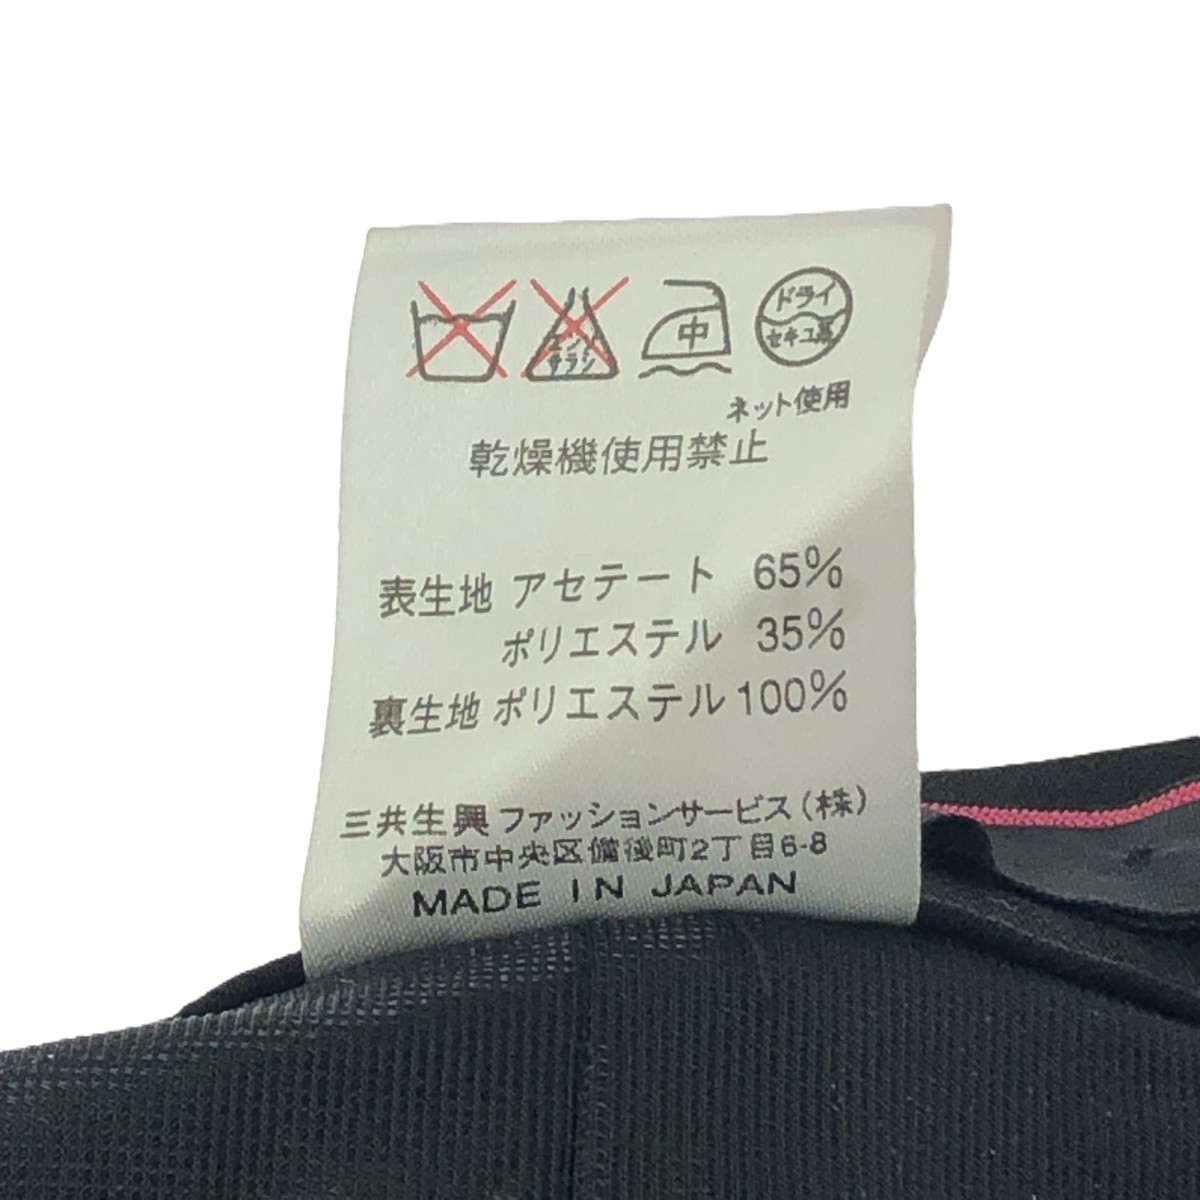 エンソ
サラシ
中
ドライ
セキユ系
ネット使用
乾燥機使用禁止
表生地 アセテート 65%
ポリエステル 35%
裏生地 ポリエステル 100%
三共生興ファッションサービス(株)
大阪市中央区備後町2丁目6-8
MADE IN JAPAN